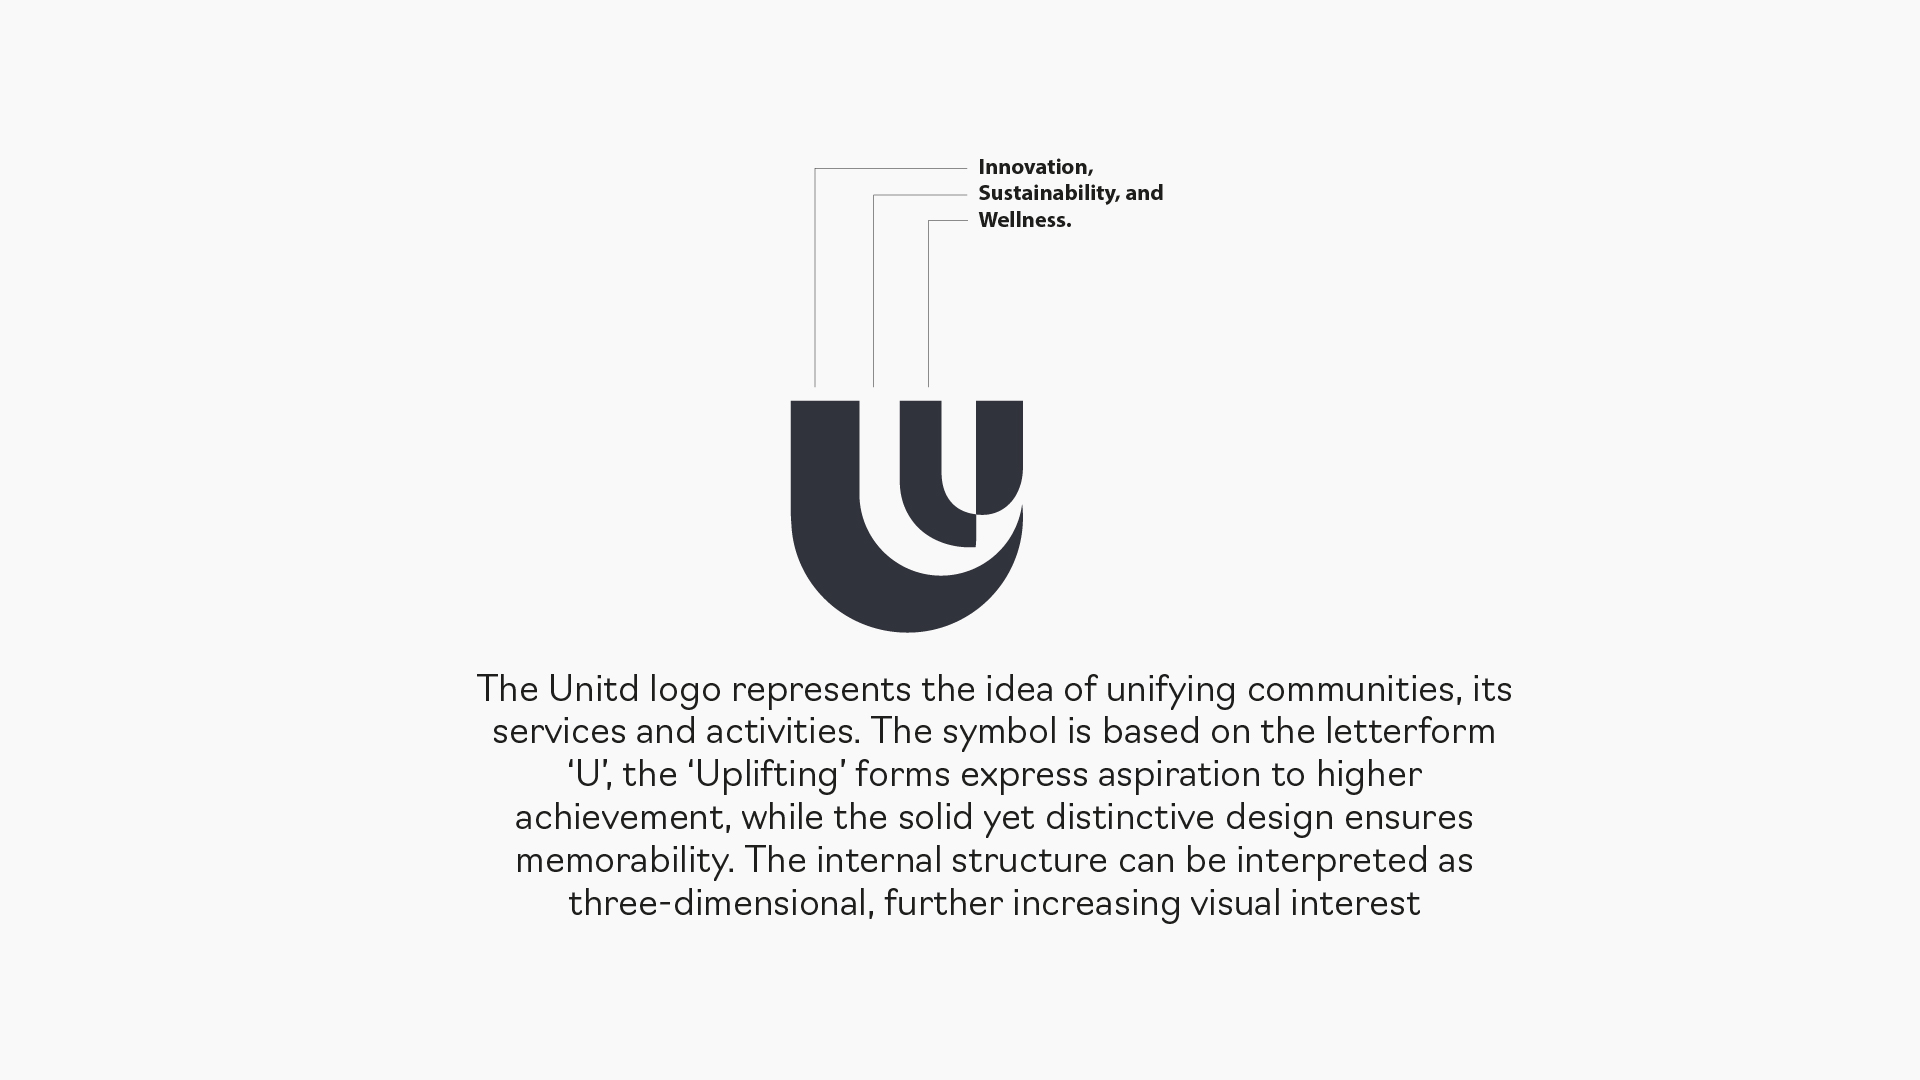 Innovation,
Sustainability, and
Wellness.
The Unitd logo represents the idea of unifying communities, its
services and activities. The symbol is based on the letterform
‘U’, the ‘Uplifting’ forms express aspiration to higher
achievement, while the solid yet distinctive design ensures
memorability. The internal structure can be interpreted as
three-dimensional, further increasing visual interest